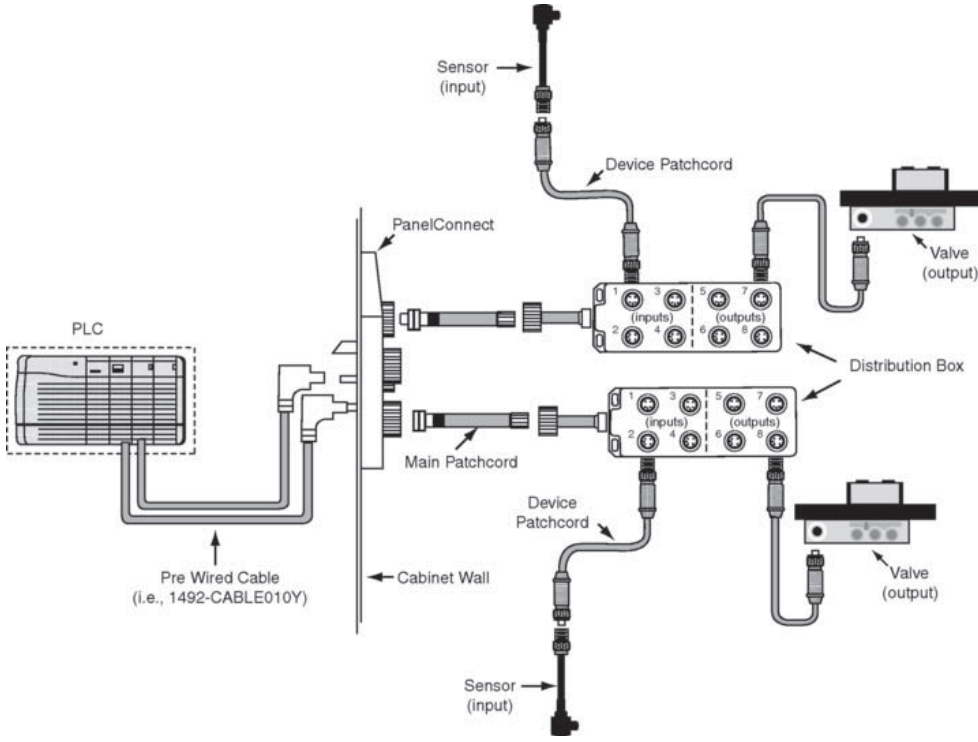 Sensor
(input)
Device Patchcord
PanelConnect
Valve
(output)
1 3 5 7
(inputs) (outputs)
2 4 6 8
PLC
Distribution Box
1 3 5 7
(inputs) (outputs)
2 4 6 8
Main Patchcord
Device
Patchcord
Pre Wired Cable
(i.e., 1492-CABLE010Y)
Cabinet Wall
Valve
(output)
Sensor
(input)